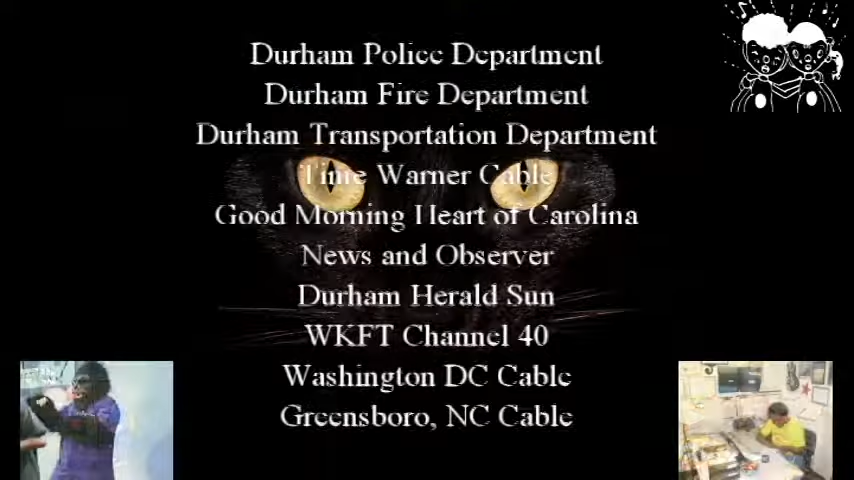 Durham Police Department
Durham Fire Department
Durham Transportation Department
Time Warner Cable
Good Morning Heart of Carolina
News and Observer
Durham Herald Sun
WKFT Channel 40
Washington DC Cable
Greensboro, NC Cable